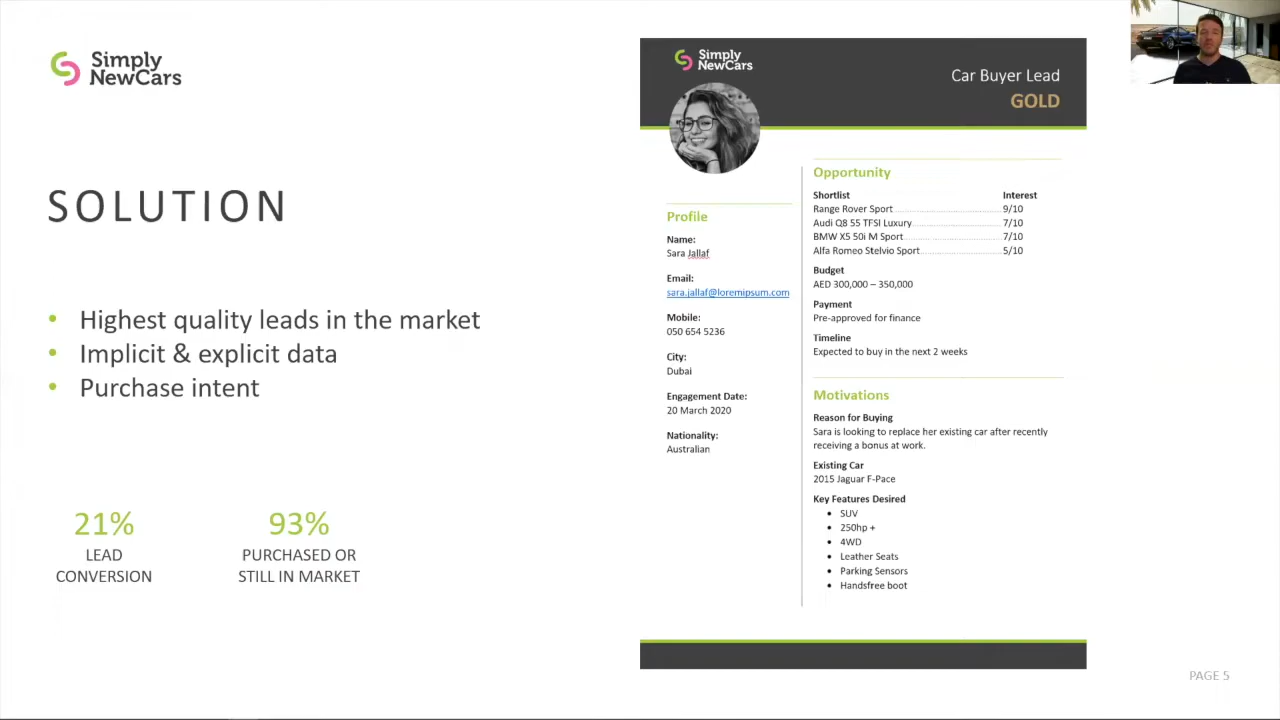 Simply
NewCars
SOLUTION
• Highest quality leads in the market
• Implicit & explicit data
• Purchase intent
21%
LEAD
CONVERSION
93%
PURCHASED OR
STILL IN MARKET
Simply
NewCars
Car Buyer Lead
GOLD
Profile
Name:
Sara Jallaf
Email:
sara.jallaf@loremipsum.com
Mobile:
050 654 5236
City:
Dubai
Engagement Date:
20 March 2020
Nationality:
Australian
Opportunity
Shortlist Interest
Range Rover Sport 9/10
Audi Q8 55 TFSI Luxury 7/10
BMW X5 50i M Sport 7/10
Alfa Romeo Stelvio Sport 5/10
Budget
AED 300,000 – 350,000
Payment
Pre-approved for finance
Timeline
Expected to buy in the next 2 weeks
Motivations
Reason for Buying
Sara is looking to replace her existing car after recently
receiving a bonus at work.
Existing Car
2015 Jaguar F-Pace
Key Features Desired
• SUV
• 250hp +
• 4WD
• Leather Seats
• Parking Sensors
• Handsfree boot
PAGE 5